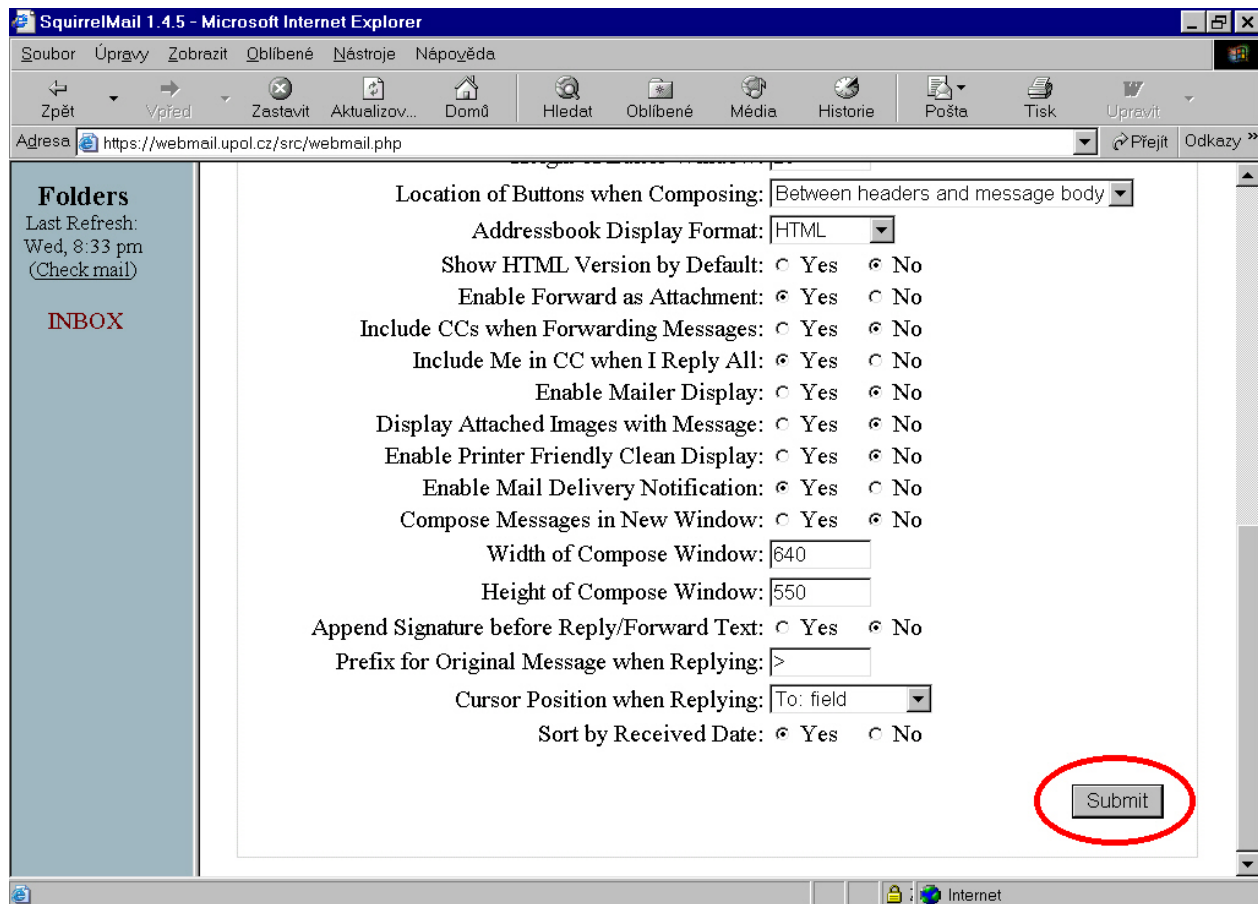 SquirrelMail 1.4.5 - Microsoft Internet Explorer
Soubor Úpravy Zobrazit Oblíbené Nástroje Nápověda
Zpět Vpřed Zastavit Aktualizov... Domů Hledat Oblíbené Média Historie Pošta Tisk Upravit
Adresa https://webmail.upol.cz/src/webmail.php Přejít Odkazy »
Folders
Last Refresh:
Wed, 8:33 pm
(Check mail)
INBOX
Location of Buttons when Composing: Between headers and message body
Addressbook Display Format: HTML
Show HTML Version by Default: Yes No
Enable Forward as Attachment: Yes No
Include CCs when Forwarding Messages: Yes No
Include Me in CC when I Reply All: Yes No
Enable Mailer Display: Yes No
Display Attached Images with Message: Yes No
Enable Printer Friendly Clean Display: Yes No
Enable Mail Delivery Notification: Yes No
Compose Messages in New Window: Yes No
Width of Compose Window: 640
Height of Compose Window: 550
Append Signature before Reply/Forward Text: Yes No
Prefix for Original Message when Replying: >
Cursor Position when Replying: To: field
Sort by Received Date: Yes No
Submit
Internet